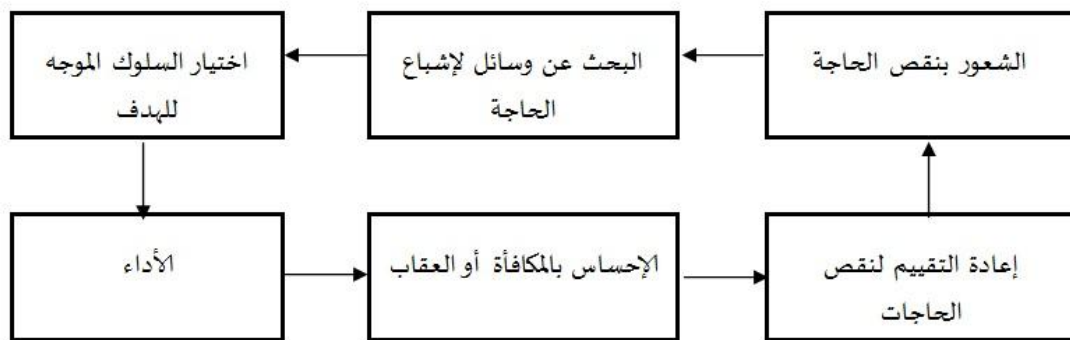 الشعور بنقص الحاجة
البحث عن وسائل لإشباع
الحاجة
اختيار السلوك الموجه
للهدف
الأداء
الإحساس بالمكافأة أو العقاب
إعادة التقييم لنقص
الحاجات